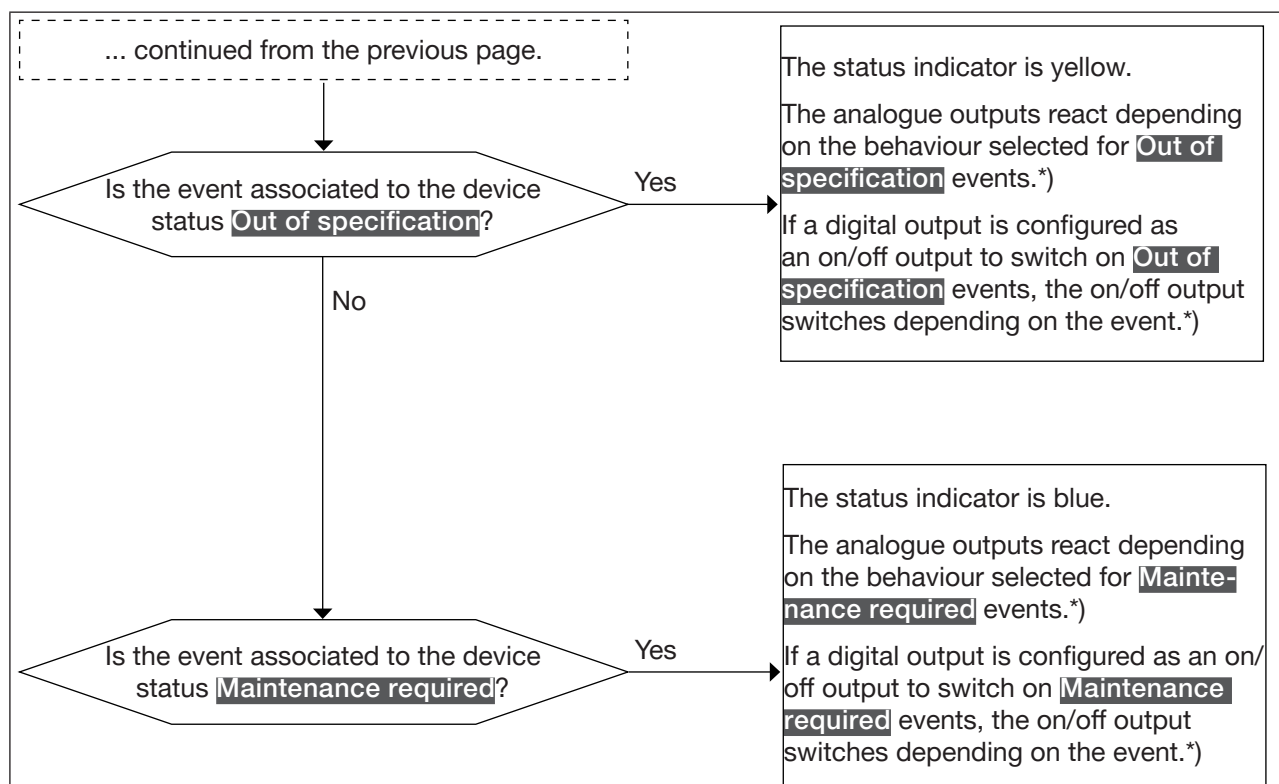 ... continued from the previous page.
Is the event associated to the device
status Out of specification?
Yes
No
The status indicator is yellow.
The analogue outputs react depending
on the behaviour selected for Out of
specification events.*)
If a digital output is configured as
an on/off output to switch on Out of
specification events, the on/off output
switches depending on the event.*)
Is the event associated to the device
status Maintenance required?
Yes
The status indicator is blue.
The analogue outputs react depending
on the behaviour selected for Mainte-
nance required events.*)
If a digital output is configured as an on/
off output to switch on Maintenance
required events, the on/off output
switches depending on the event.*)